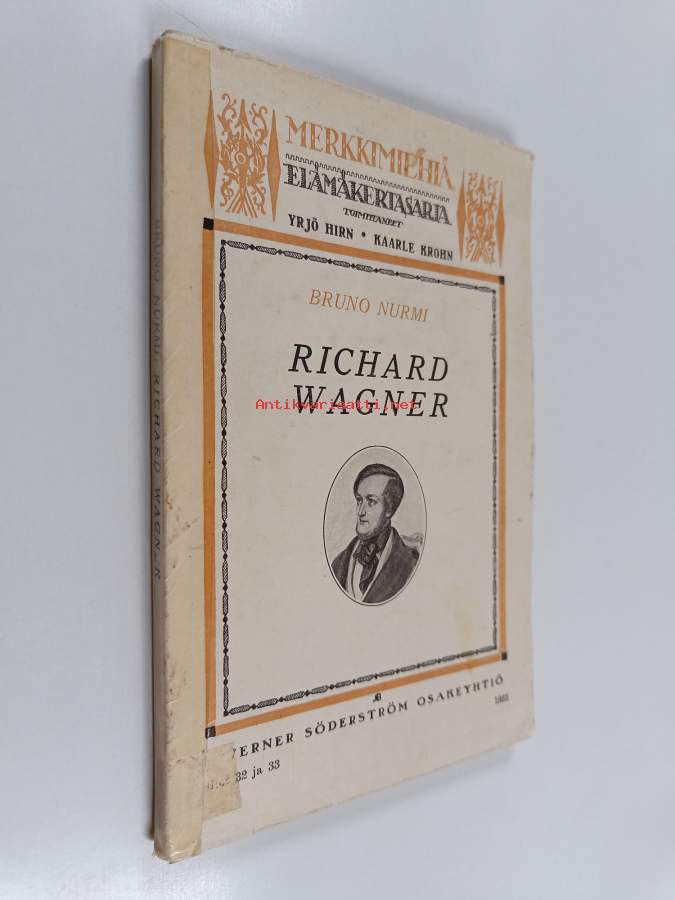 MERKKIMIEHIÄ
ELÄMÄKERTASARJA
TOIMITTANEET
YRJÖ HIRN • KAARLE KROHN
BRUNO NURMI
RICHARD
WAGNER
Antikvariaatti.net
WERNER SÖDERSTRÖM OSAKEYHTIÖ
32 ja 33
BRUNO NURMI, RICHARD